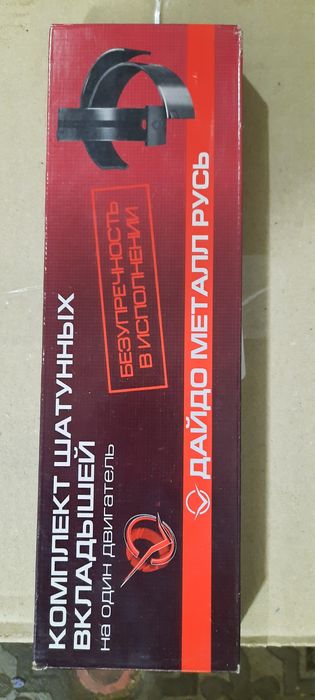 КОМПЛЕКТ ШАТУННЫХ
ВКЛАДЫШЕЙ
на один двигатель
БЕЗУПРЕЧНОСТЬ
В ИСПОЛНЕНИИ
ДАЙДО МЕТАЛЛ РУСЬ